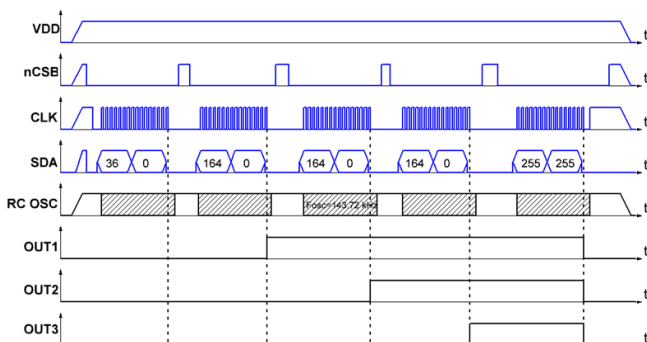 VDD t
nCSB t
CLK t
SDA 36 0 164 0 164 0 164 0 255 255 t
RC OSC Fosc=143.72 kHz t
OUT1 t
OUT2 t
OUT3 t